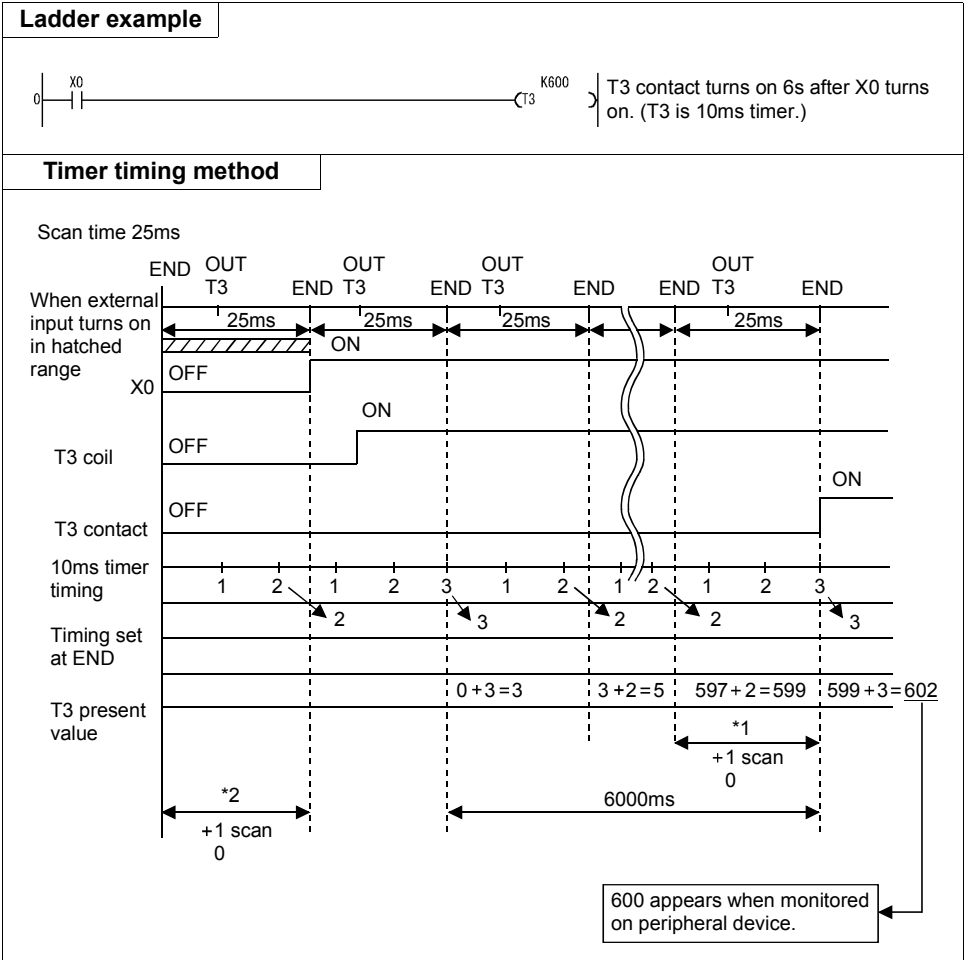 Ladder example
X0
K600
0
T3
T3 contact turns on 6s after X0 turns
on. (T3 is 10ms timer.)
Timer timing method
Scan time 25ms
END OUT OUT OUT OUT
T3 END T3 END T3 END END T3 END
When external
input turns on
in hatched
range
25ms 25ms 25ms 25ms
ON
X0 OFF
ON
T3 coil OFF
ON
T3 contact OFF
10ms timer
timing
1 2 1 2 3 1 2 1 2 1 2 3
2 3 2 2 3
Timing set
at END
0+3=3 3+2=5 597+2=599 599+3=602
T3 present
value
*1
+1 scan
0
*2
6000ms
+1 scan
0
600 appears when monitored
on peripheral device.